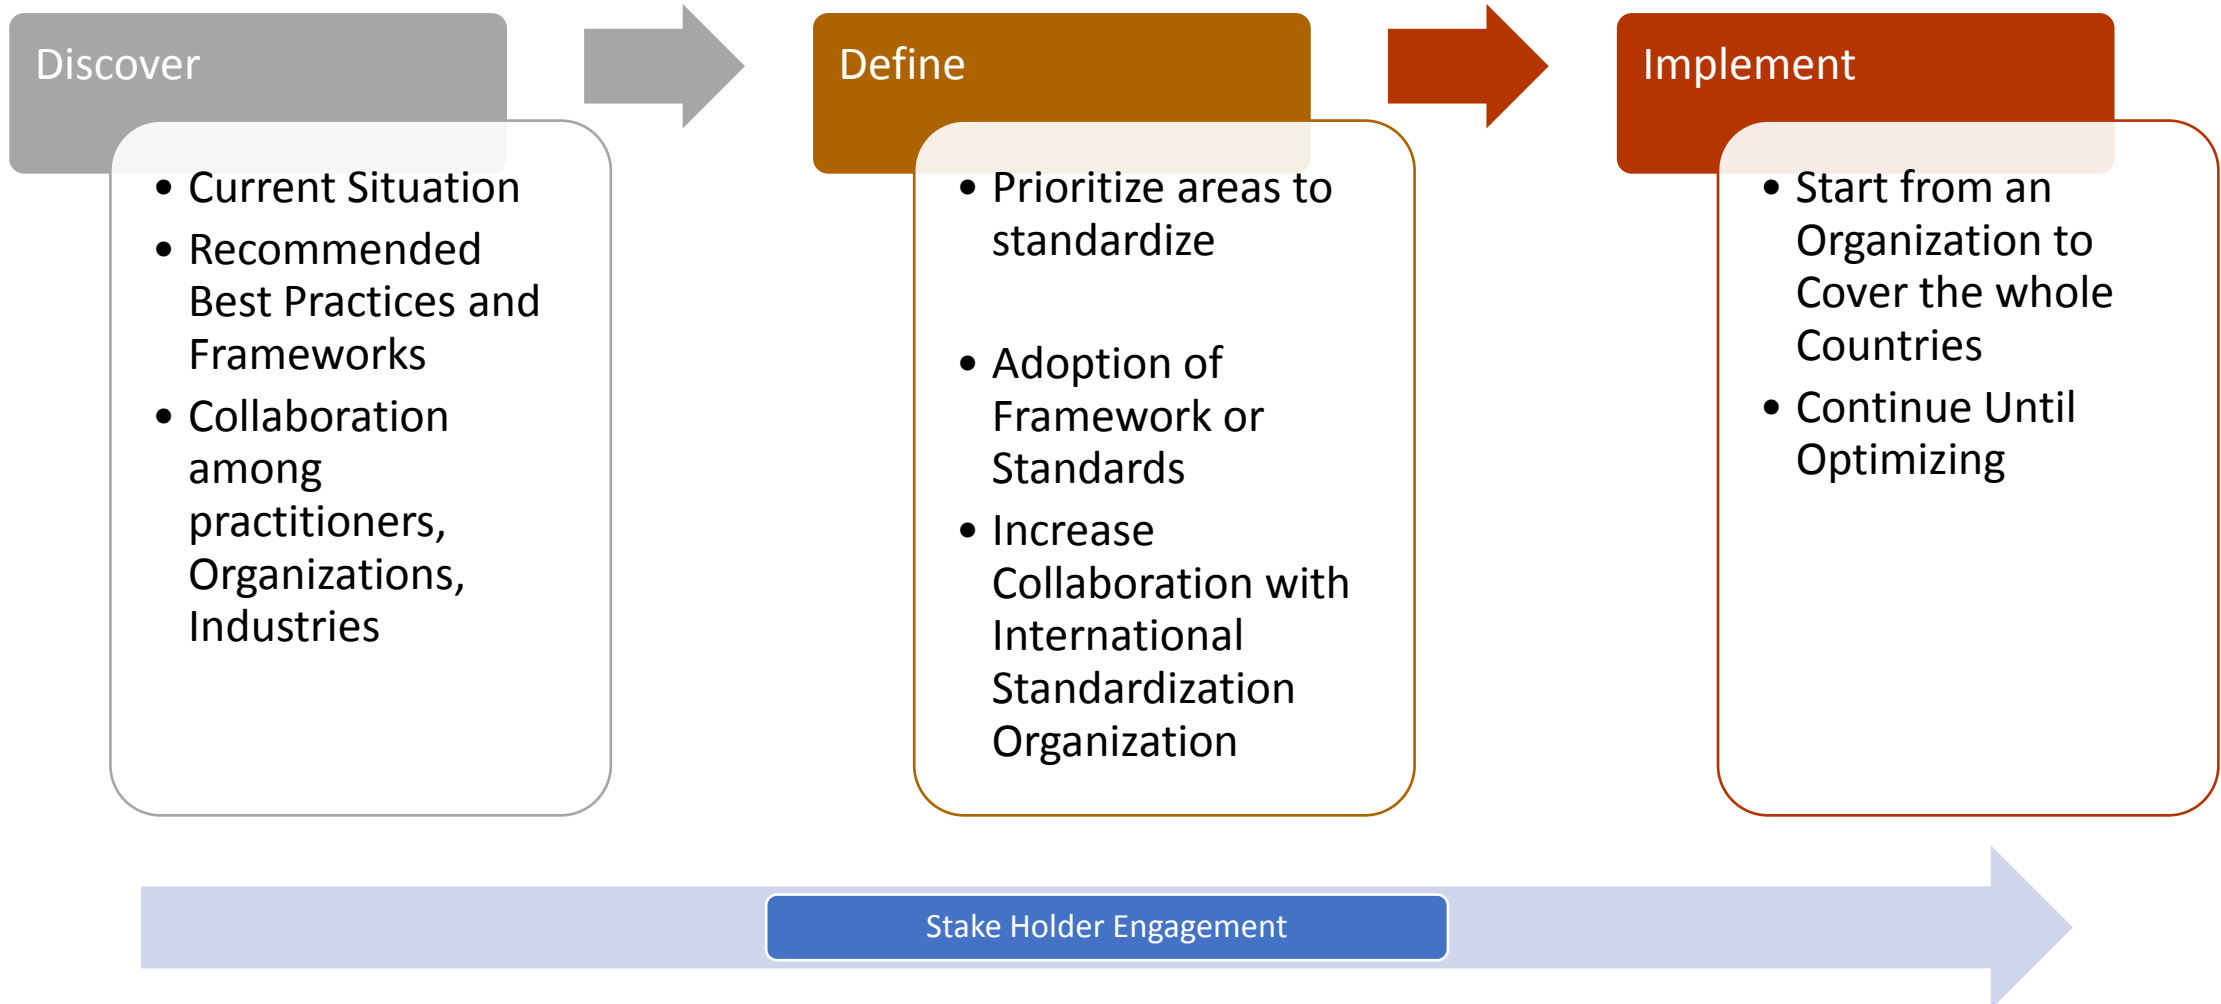 Discover
• Current Situation
• Recommended
Best Practices and
Frameworks
• Collaboration
among
practitioners,
Organizations,
Industries
Define
• Prioritize areas to
standardize
• Adoption of
Framework or
Standards
• Increase
Collaboration with
International
Standardization
Organization
Implement
• Start from an
Organization to
Cover the whole
Countries
• Continue Until
Optimizing
Stake Holder Engagement